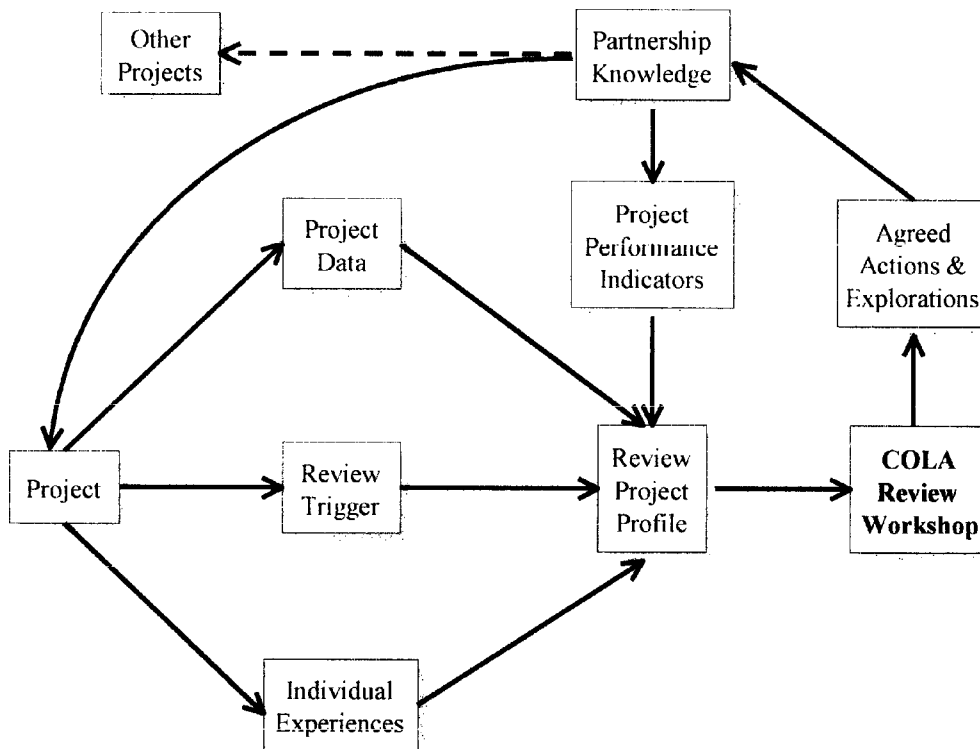 Other
Projects
Partnership
Knowledge
Project
Data
Project
Performance
Indicators
Agreed
Actions &
Explorations
Project
Review
Trigger
Review
Project
Profile
COLA
Review
Workshop
Individual
Experiences